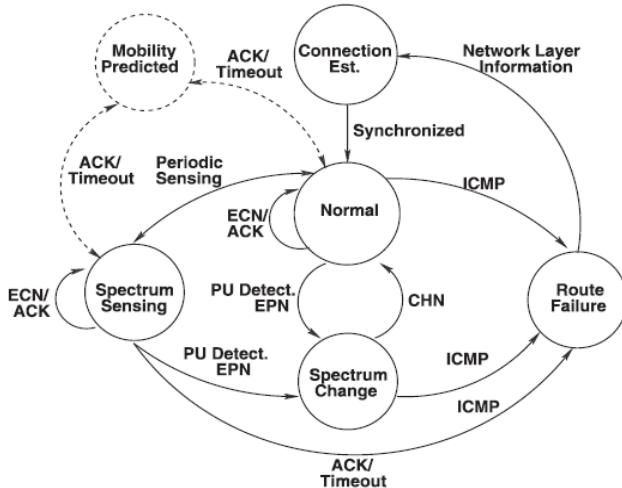 Mobility
Predicted
ACK/
Timeout
Connection
Est.
Network Layer
Information
Synchronized
ACK/
Timeout
Periodic
Sensing
ICMP
ECN/
ACK
Normal
ECN/
ACK
Spectrum
Sensing
PU Detect.
EPN
CHN
Route
Failure
PU Detect.
EPN
Spectrum
Change
ICMP
ICMP
ACK/
Timeout